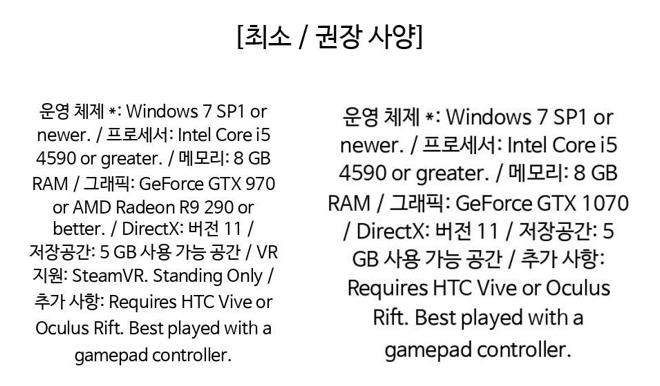 [최소 / 권장 사양]
운영 체제 *: Windows 7 SP1 or
newer. / 프로세서: Intel Core i5
4590 or greater. / 메모리: 8 GB
RAM / 그래픽: GeForce GTX 970
or AMD Radeon R9 290 or
better. / DirectX: 버전 11 /
저장공간: 5 GB 사용 가능 공간 / VR
지원: SteamVR. Standing Only /
추가 사항: Requires HTC Vive or
Oculus Rift. Best played with a
gamepad controller.
운영 체제 *: Windows 7 SP1 or
newer. / 프로세서: Intel Core i5
4590 or greater. / 메모리: 8 GB
RAM / 그래픽: GeForce GTX 1070
/ DirectX: 버전 11 / 저장공간: 5
GB 사용 가능 공간 / 추가 사항:
Requires HTC Vive or Oculus
Rift. Best played with a
gamepad controller.